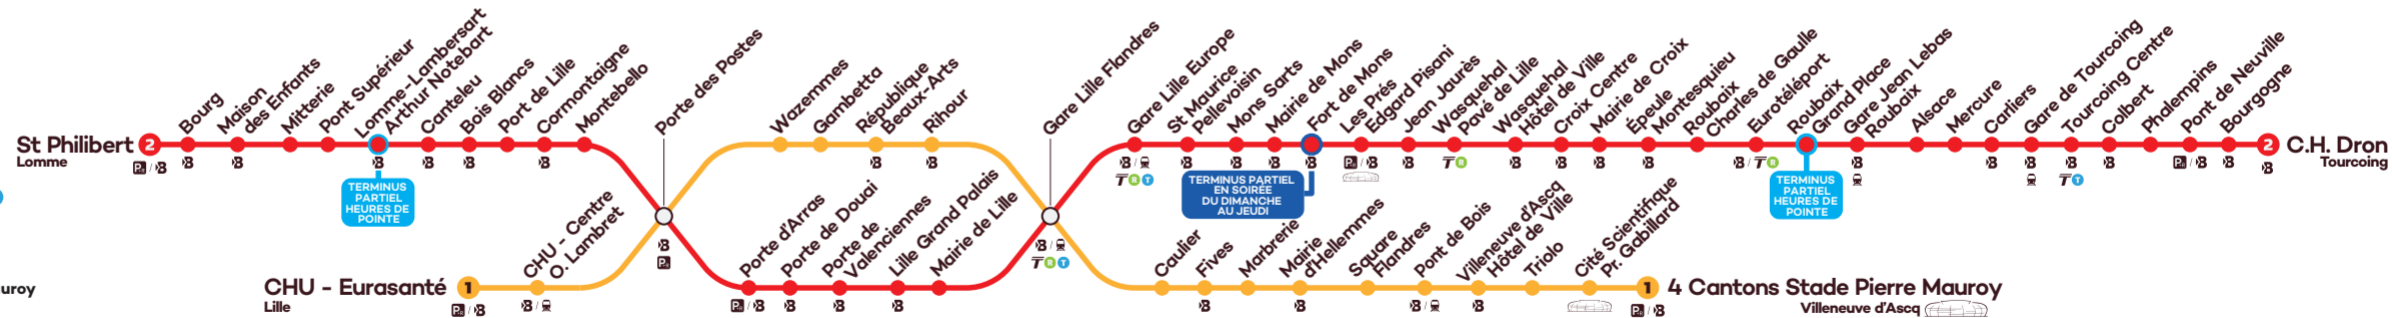 St Philibert
Lomme
2
Bourg
Maison
des Enfants
Mitterie
Pont Supérieur
Lomme-Lambersart
Arthur Notebart
Canteleu
Bois Blancs
Port de Lille
Cormontaigne
Montebello
Porte des Postes
Wazemmes
Gambetta
République
Beaux-Arts
Rihour
Gare Lille Flandres
Gare Lille Europe
St Maurice
Pellevoisin
Mons Sarts
Mairie de Mons
Fort de Mons
Les Prés
Edgard Pisani
Jean Jaurès
Wasquehal
Pavé de Lille
Wasquehal
Hôtel de Ville
Croix Centre
Mairie de Croix
Épeule
Montesquieu
Roubaix
Charles de Gaulle
Eurotéléport
Roubaix
Grand Place
Gare Jean Lebas
Roubaix
Alsace
Mercure
Cartiers
Gare de Tourcoing
Tourcoing Centre
Colbert
Phalempins
Pont de Neuville
Bourgogne
2
C.H. Dron
Tourcoing
TERMINUS
PARTIEL
HEURES DE
POINTE
TERMINUS PARTIEL
EN SOIRÉE
DU DIMANCHE
AU JEUDI
TERMINUS
PARTIEL
HEURES DE
POINTE
uroy
CHU - Eurasanté
Lille
1
CHU - Centre
O. Lambret
Porte d'Arras
Porte de Douai
Porte de
Valenciennes
Lille Grand Palais
Mairie de Lille
Caulier
Fives
Marbrerie
Mairie
d'Hellemmes
Square
Flandres
Pont de Bois
Villeneuve d'Ascq
Hôtel de Ville
Triolo
Cité Scientifique
Pr. Gabillard
1
4 Cantons Stade Pierre Mauroy
Villeneuve d'Ascq